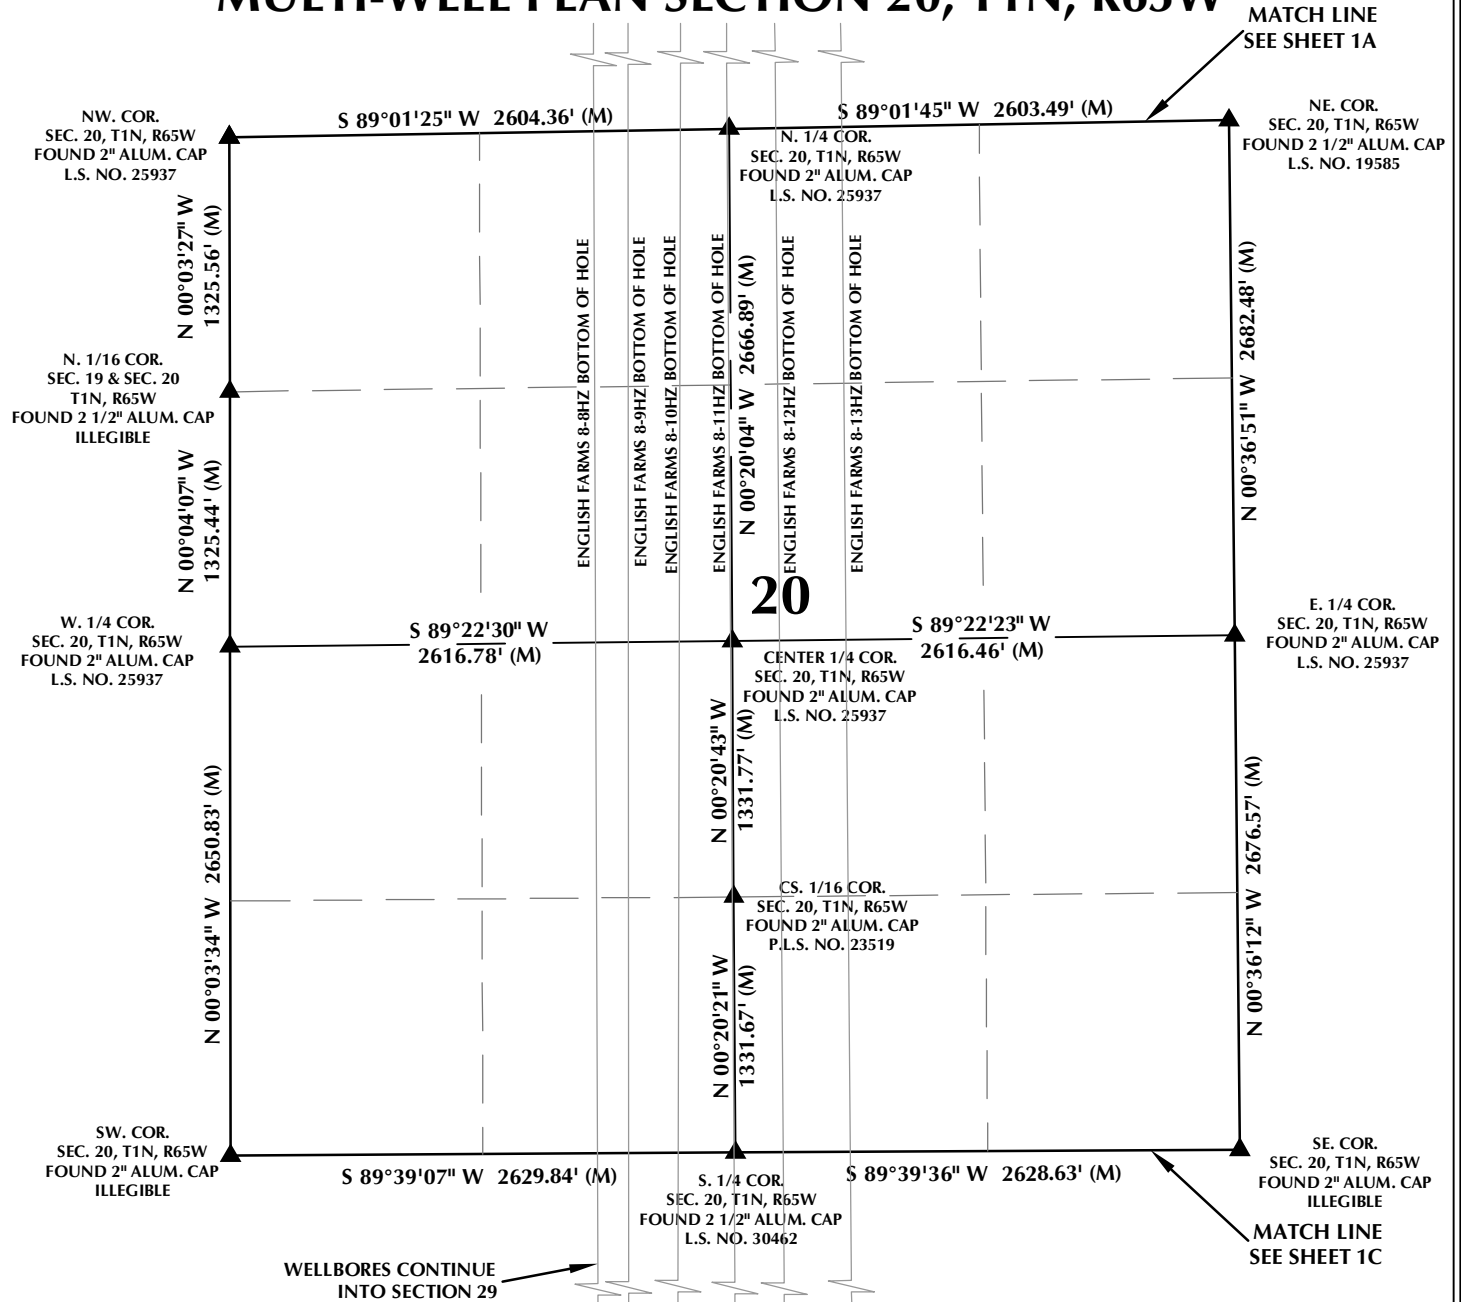 MULTI-WELL PLAN SECTION 20, T1N, R65W
MATCH LINE
SEE SHEET 1A
NW. COR.
SEC. 20, T1N, R65W
FOUND 2" ALUM. CAP
L.S. NO. 25937
S 89°01'25" W 2604.36' (M)
S 89°01'45" W 2603.49' (M)
NE. COR.
SEC. 20, T1N, R65W
FOUND 2 1/2" ALUM. CAP
L.S. NO. 19585
N. 1/4 COR.
SEC. 20, T1N, R65W
FOUND 2" ALUM. CAP
L.S. NO. 25937
N 00°03'27" W
1325.56' (M)
ENGLISH FARMS 8-8HZ BOTTOM OF HOLE
ENGLISH FARMS 8-9HZ BOTTOM OF HOLE
ENGLISH FARMS 8-10HZ BOTTOM OF HOLE
ENGLISH FARMS 8-11HZ BOTTOM OF HOLE
N 00°20'04" W 2666.89' (M)
ENGLISH FARMS 8-12HZ BOTTOM OF HOLE
ENGLISH FARMS 8-13HZ BOTTOM OF HOLE
N 00°36'51" W 2682.48' (M)
N. 1/16 COR.
SEC. 19 & SEC. 20
T1N, R65W
FOUND 2 1/2" ALUM. CAP
ILLEGIBLE
N 00°04'07" W
1325.44' (M)
20
W. 1/4 COR.
SEC. 20, T1N, R65W
FOUND 2" ALUM. CAP
L.S. NO. 25937
S 89°22'30" W
2616.78' (M)
S 89°22'23" W
2616.46' (M)
E. 1/4 COR.
SEC. 20, T1N, R65W
FOUND 2" ALUM. CAP
L.S. NO. 25937
CENTER 1/4 COR.
SEC. 20, T1N, R65W
FOUND 2" ALUM. CAP
L.S. NO. 25937
N 00°03'34" W 2650.83' (M)
N 00°20'43" W
1331.77' (M)
N 00°36'12" W 2676.57' (M)
CS. 1/16 COR.
SEC. 20, T1N, R65W
FOUND 2" ALUM. CAP
P.L.S. NO. 23519
N 00°20'21" W
1331.67' (M)
SW. COR.
SEC. 20, T1N, R65W
FOUND 2" ALUM. CAP
ILLEGIBLE
S 89°39'07" W 2629.84' (M)
S 89°39'36" W 2628.63' (M)
SE. COR.
SEC. 20, T1N, R65W
FOUND 2" ALUM. CAP
ILLEGIBLE
S. 1/4 COR.
SEC. 20, T1N, R65W
FOUND 2 1/2" ALUM. CAP
L.S. NO. 30462
MATCH LINE
SEE SHEET 1C
WELLBORES CONTINUE
INTO SECTION 29